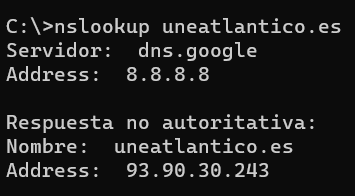 C:\>nslookup uneatlantico.es
Servidor:  dns.google
Address:  8.8.8.8

Respuesta no autoritativa:
Nombre:  uneatlantico.es
Address:  93.90.30.243